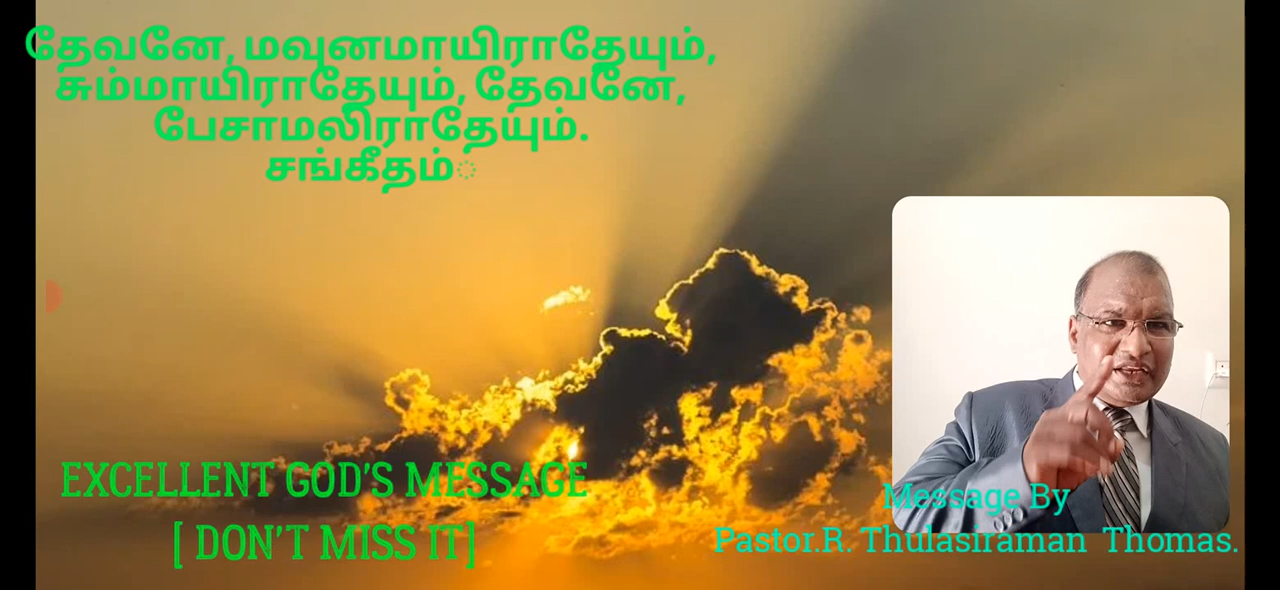 தேவனே, மவுனமாயிராதேயும்,
சும்மாயிராதேயும், தேவனே,
பேசாமலிராதேயும்.
சங்கீதம்
EXCELLENT GOD'S MESSAGE
[ DON'T MISS IT]
Message By
Pastor.R. Thulasiraman Thomas.